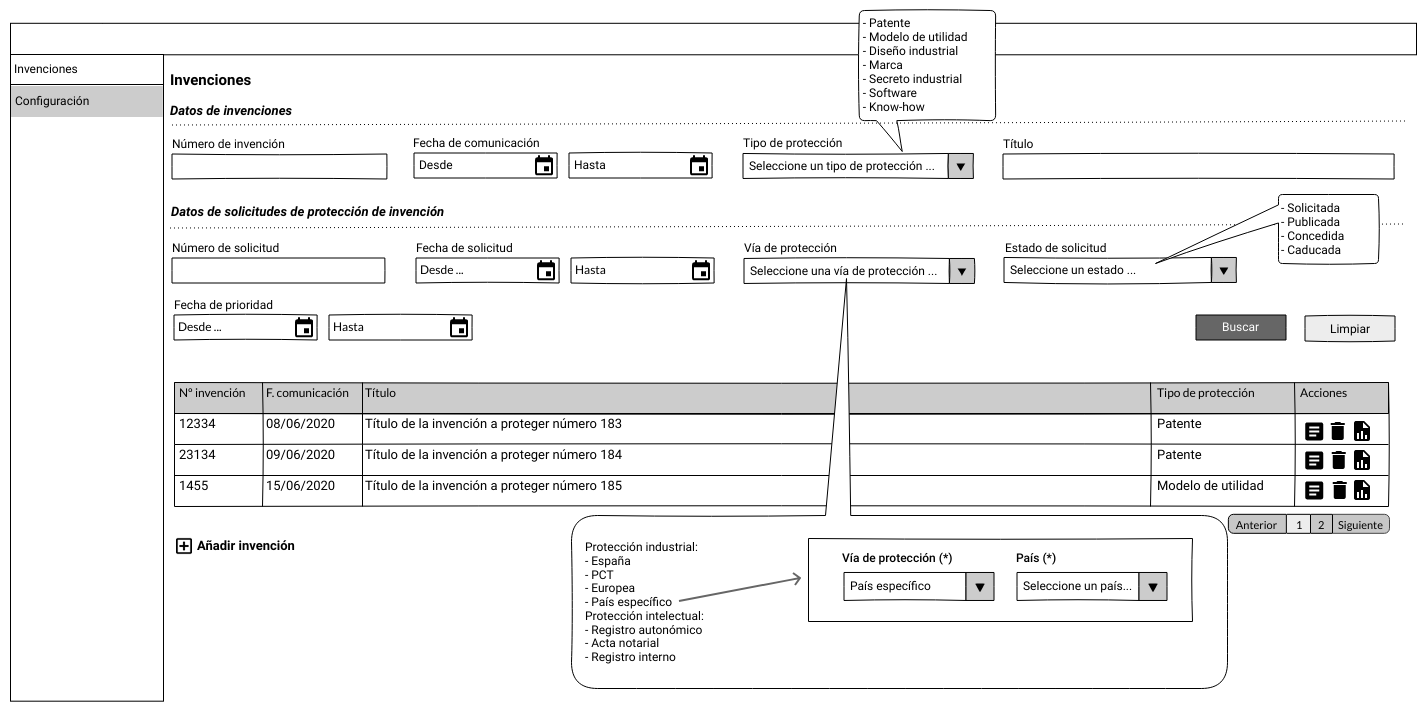 - Patente
- Modelo de utilidad
- Diseño industrial
- Marca
- Secreto industrial
- Software
- Know-how
Invenciones
Configuración
Invenciones
Datos de invenciones
Número de invención
Fecha de comunicación
Tipo de protección
Título
Desde
Hasta
Seleccione un tipo de protección ...
Datos de solicitudes de protección de invención
- Solicitada
- Publicada
- Concedida
- Caducada
Número de solicitud
Fecha de solicitud
Vía de protección
Estado de solicitud
Desde ...
Hasta
Seleccione una vía de protección ...
Seleccione un estado ...
Fecha de prioridad
Desde ...
Hasta
Buscar
Limpiar
Nº invención F. comunicación Título Tipo de protección Acciones
12334 08/06/2020 Título de la invención a proteger número 183 Patente
23134 09/06/2020 Título de la invención a proteger número 184 Patente
1455 15/06/2020 Título de la invención a proteger número 185 Modelo de utilidad
Anterior 1 2 Siguiente
Añadir invención
Protección industrial:
- España
- PCT
- Europea
- País específico
Protección intelectual:
- Registro autonómico
- Acta notarial
- Registro interno
Vía de protección (*)
País (*)
País específico
Seleccione un país...